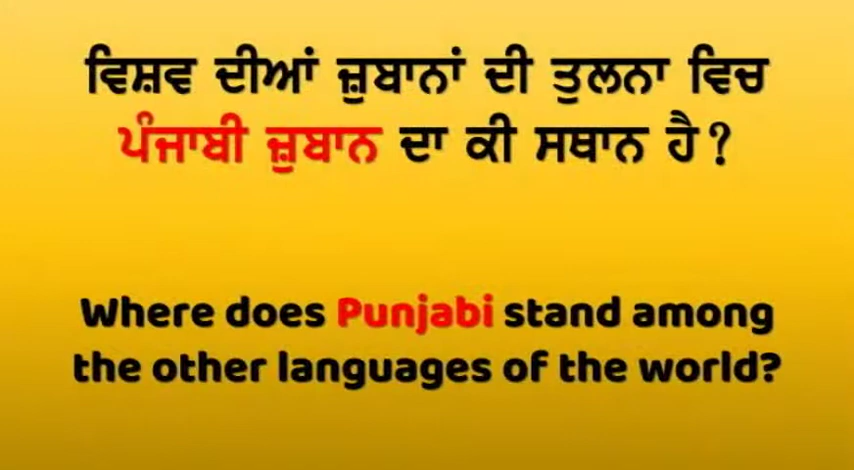 ਵਿਸ਼ਵ ਦੀਆਂ ਜ਼ੁਬਾਨਾਂ ਦੀ ਤੁਲਨਾ ਵਿਚ
ਪੰਜਾਬੀ ਜ਼ੁਬਾਨ ਦਾ ਕੀ ਸਥਾਨ ਹੈ?
Where does Punjabi stand among
the other languages of the world?